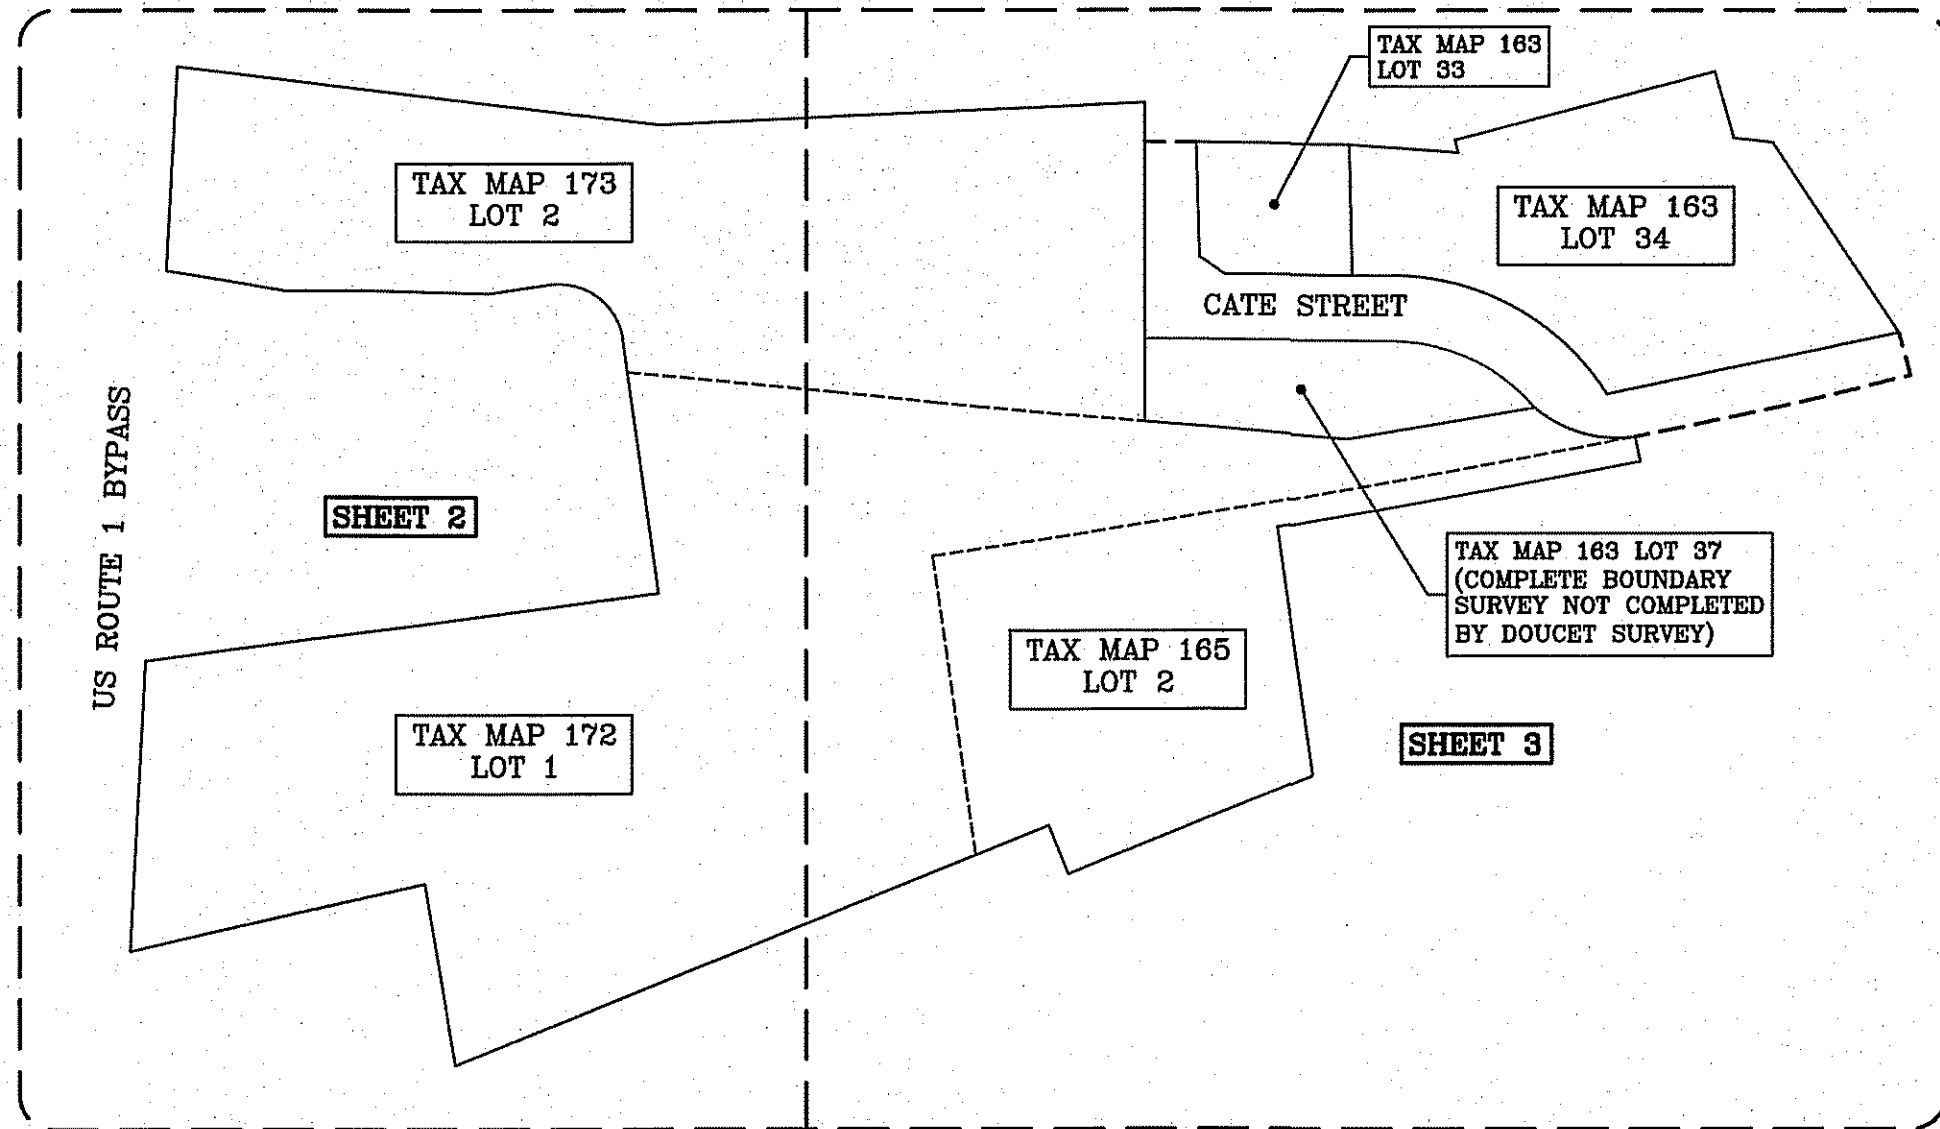 TAX MAP 163
LOT 33
TAX MAP 173
LOT 2
TAX MAP 163
LOT 34
CATE STREET
US ROUTE 1 BYPASS
SHEET 2
TAX MAP 163 LOT 37
(COMPLETE BOUNDARY
SURVEY NOT COMPLETED
BY DOUCET SURVEY)
TAX MAP 165
LOT 2
TAX MAP 172
LOT 1
SHEET 3